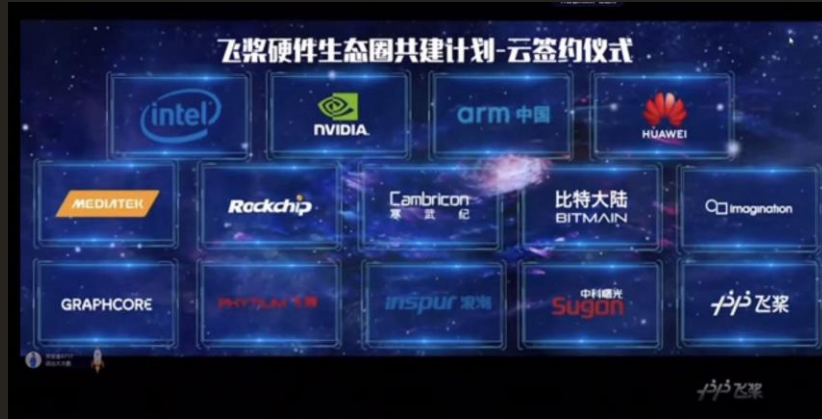 飞桨硬件生态圈共建计划-云签约仪式
intel
NVIDIA
arm 中国
HUAWEI
MEDIATEK
Rockchip
Cambricon
寒武纪
比特大陆
BITMAIN
Imagination
GRAPHCORE
PHYTIUM 飞腾
inspur 浪潮
中科曙光
Sugon
飞桨
飞桨